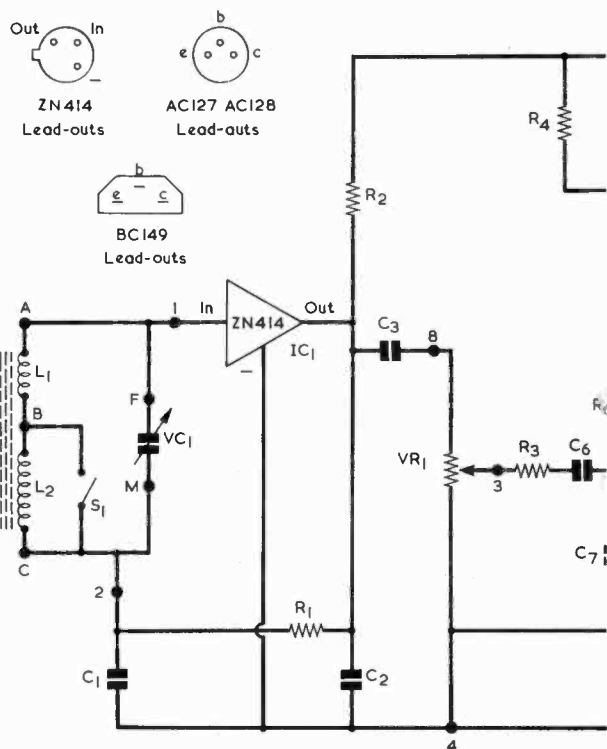 b
Out In
e c
ZN414
Lead-outs
AC127 AC128
Lead-auts
b
e c
BC149
Lead-outs
R4
R2
A
1
In
ZN414
Out
IC1
C3
8
L1
F
B
VC1
VR1
R3
C6
3
L2
S1
M
C
C7
2
R1
C1
C2
4